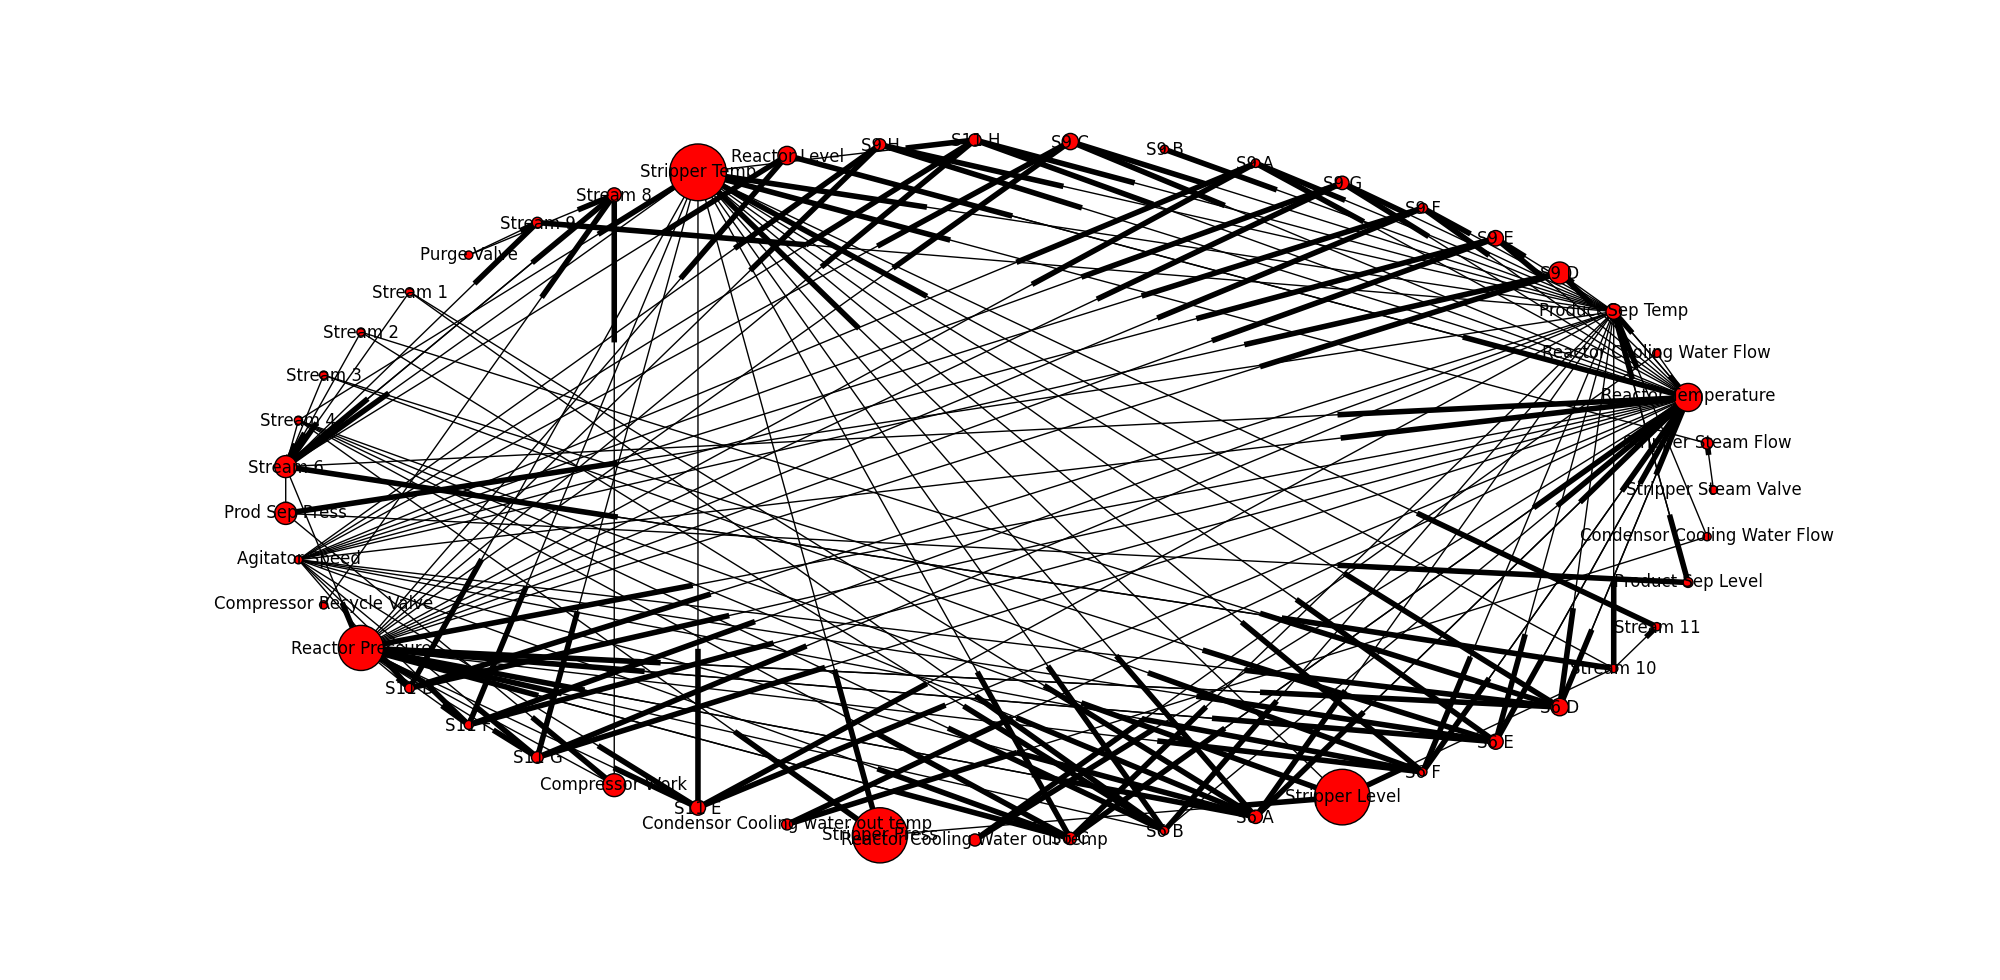 S11 H
S9 C
S9 H
S9 B
Reactor Level
S9 A
Stripper Temp
S9 G
Stream 8
S9 F
Stream 9
S9 E
Purge Valve
S9 D
Stream 1
Product Sep Temp
Stream 2
Reactor Cooling Water Flow
Stream 3
Reactor Temperature
Stream 4
Stripper Steam Flow
Stream 6
Stripper Steam Valve
Prod Sep Press
Condensor Cooling Water Flow
Agitator Speed
Product Sep Level
Compressor Recycle Valve
Stream 11
Reactor Pressure
Stream 10
S11 D
S6 D
S11 F
S6 E
S11 G
S6 F
Compressor Work
Stripper Level
S11 E
S6 A
Condensor Cooling water out temp
S6 B
Stripper Press
Reactor Cooling Water out temp
S6 C